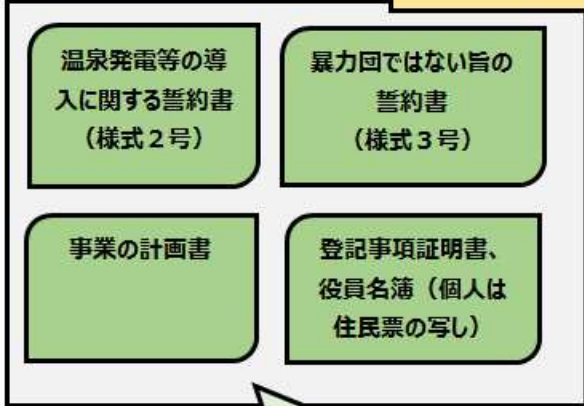 温泉発電等の導
入に関する誓約書
（様式２号）
暴力団ではない旨の
誓約書
（様式３号）
事業の計画書
登記事項証明書、
役員名簿（個人は
住民票の写し）